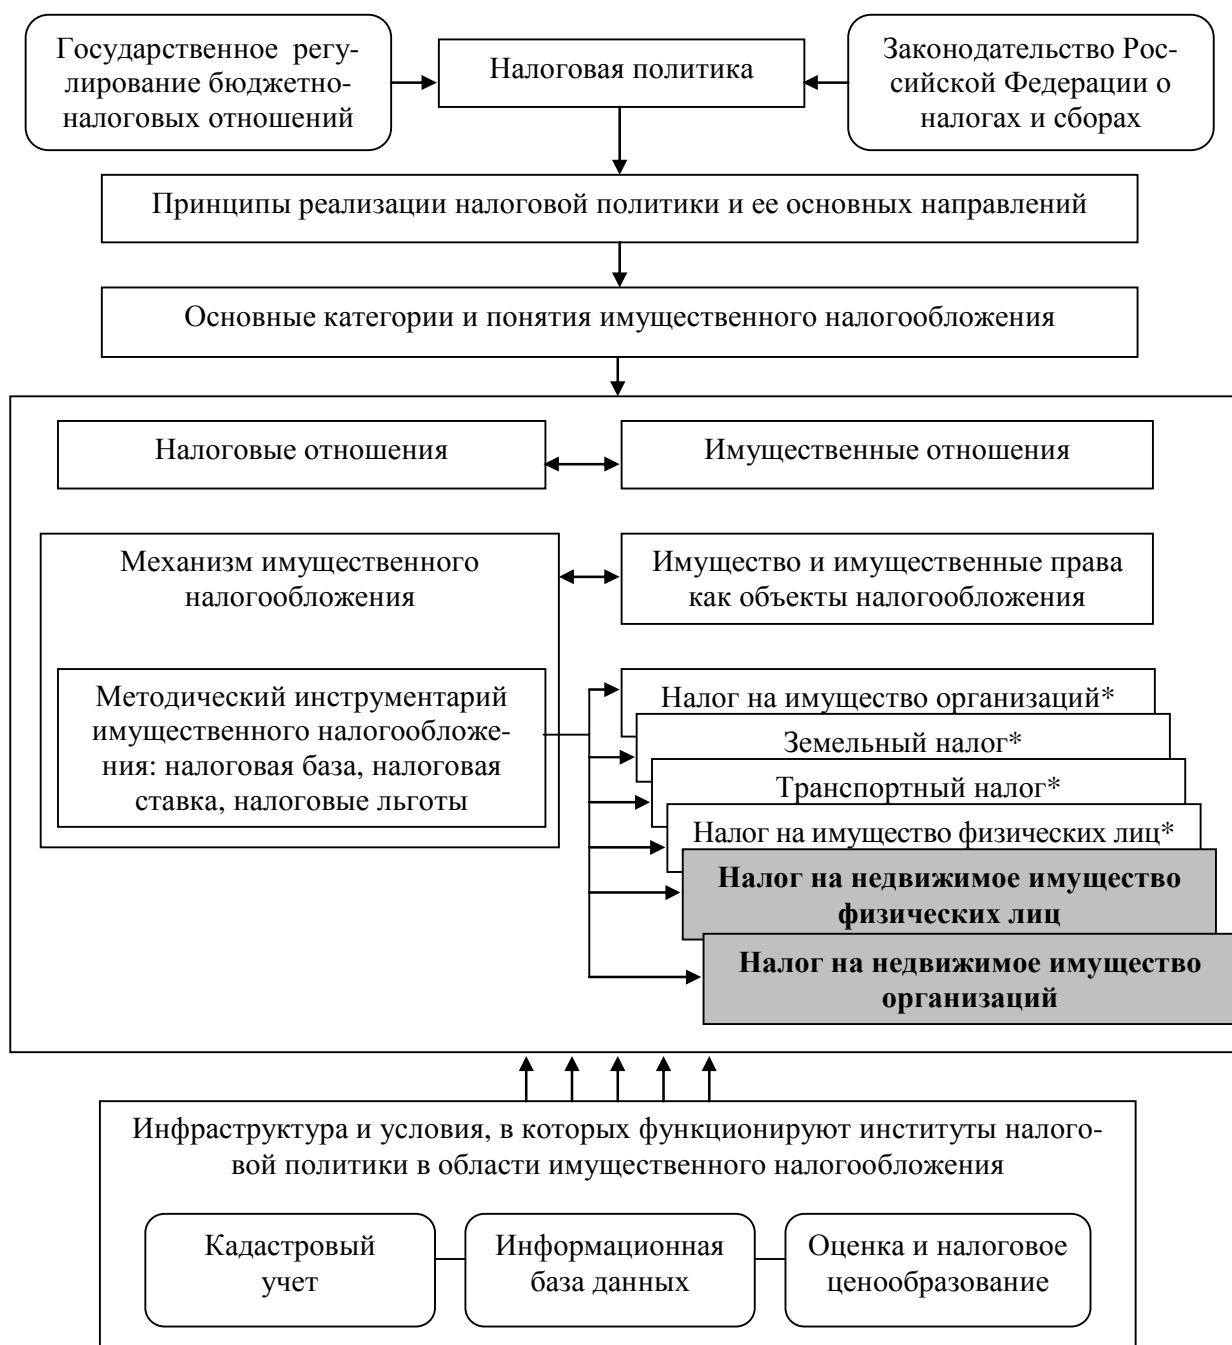 Государственное регу-
лирование бюджетно-
налоговых отношений
Налоговая политика
Законодательство Рос-
сийской Федерации о
налогах и сборах
Принципы реализации налоговой политики и ее основных направлений
Основные категории и понятия имущественного налогообложения
Налоговые отношения
Имущественные отношения
Механизм имущественного
налогообложения
Имущество и имущественные права
как объекты налогообложения
Методический инструментарий
имущественного налогообложе-
ния: налоговая база, налоговая
ставка, налоговые льготы
Налог на имущество организаций*
Земельный налог*
Транспортный налог*
Налог на имущество физических лиц*
Налог на недвижимое имущество
физических лиц
Налог на недвижимое имущество
организаций
Инфраструктура и условия, в которых функционируют институты налого-
вой политики в области имущественного налогообложения
Кадастровый
учет
Информационная
база данных
Оценка и налоговое
ценообразование